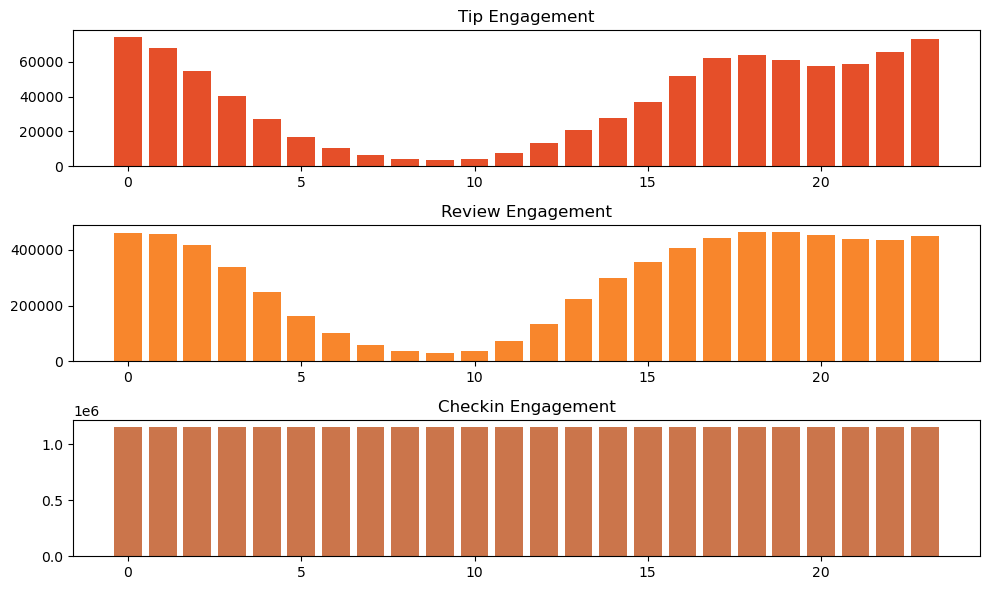 Tip Engagement
60000
40000
20000
0
0 5 10 15 20
Review Engagement
400000
200000
0
0 5 10 15 20
Checkin Engagement
1e6
1.0
0.5
0.0
0 5 10 15 20